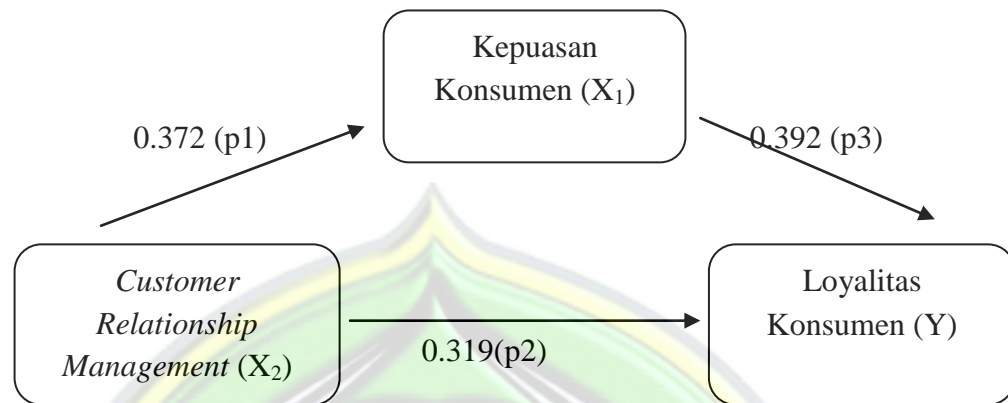 Kepuasan
Konsumen (X₁)
0.372 (p1)
0.392 (p3)
Customer
Relationship
Management (X₂)
0.319(p2)
Loyalitas
Konsumen (Y)